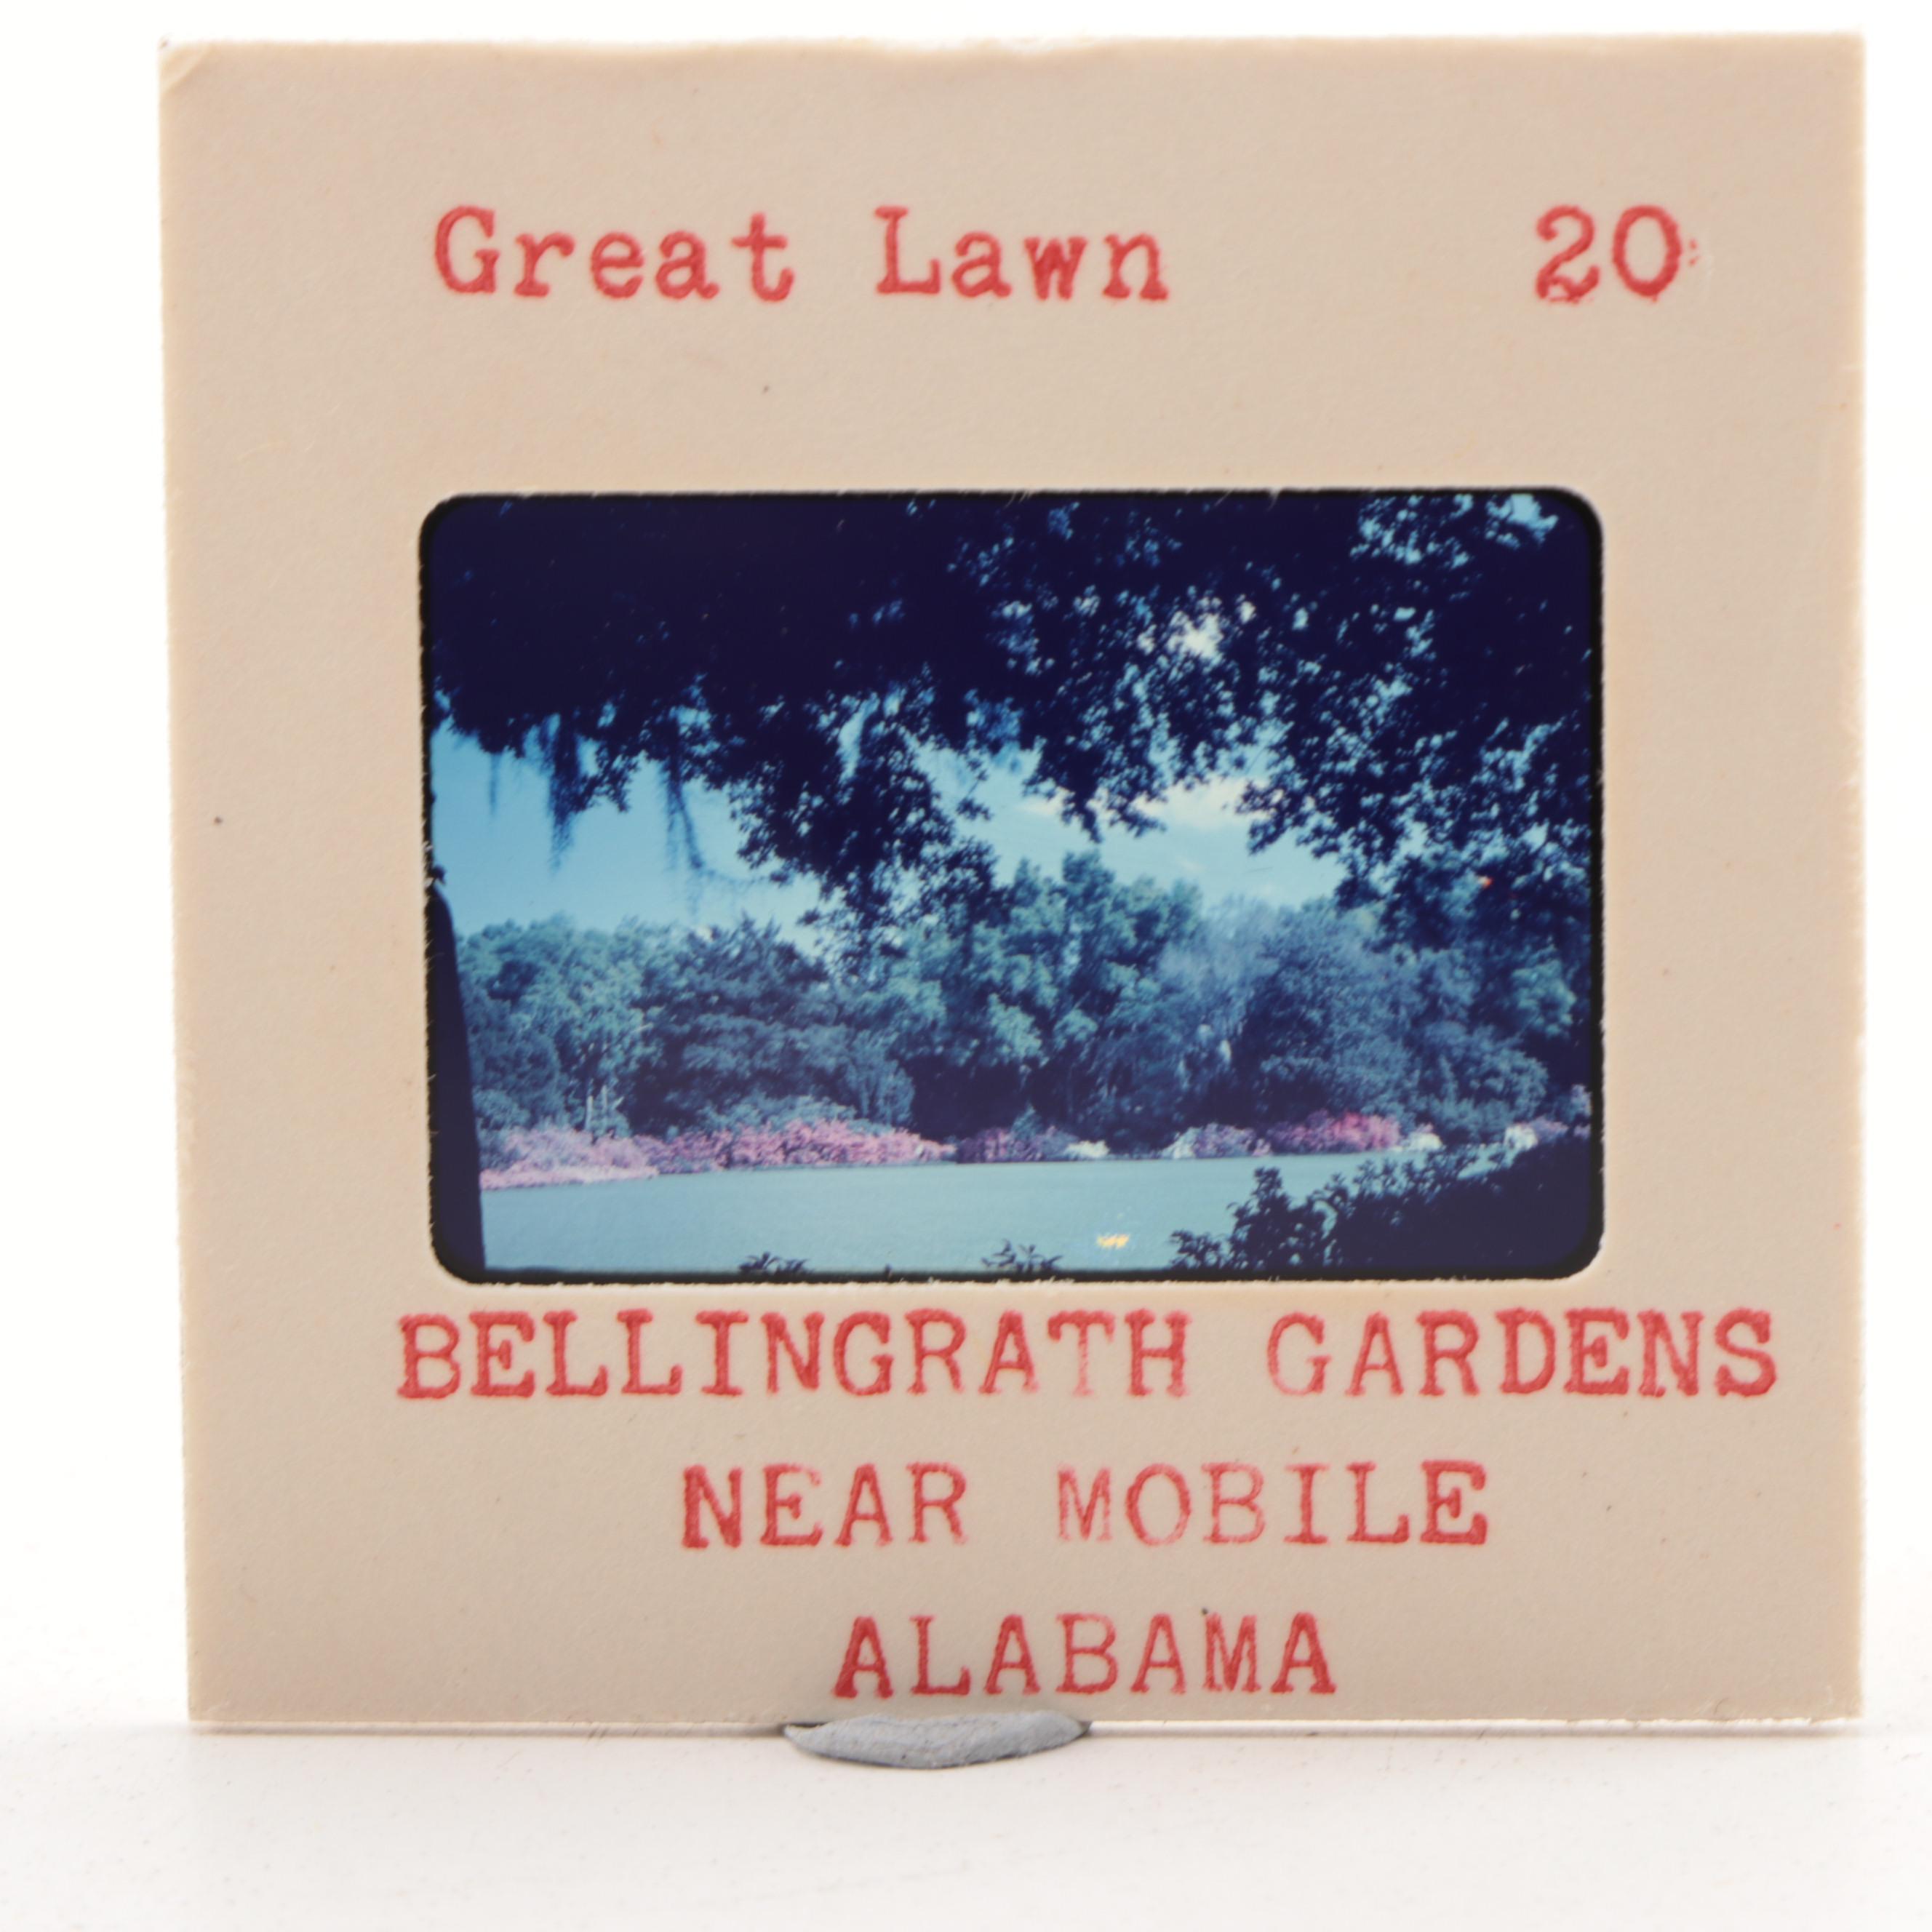 Great Lawn 20
BELLINGRATH GARDENS
NEAR MOBILE
ALABAMA